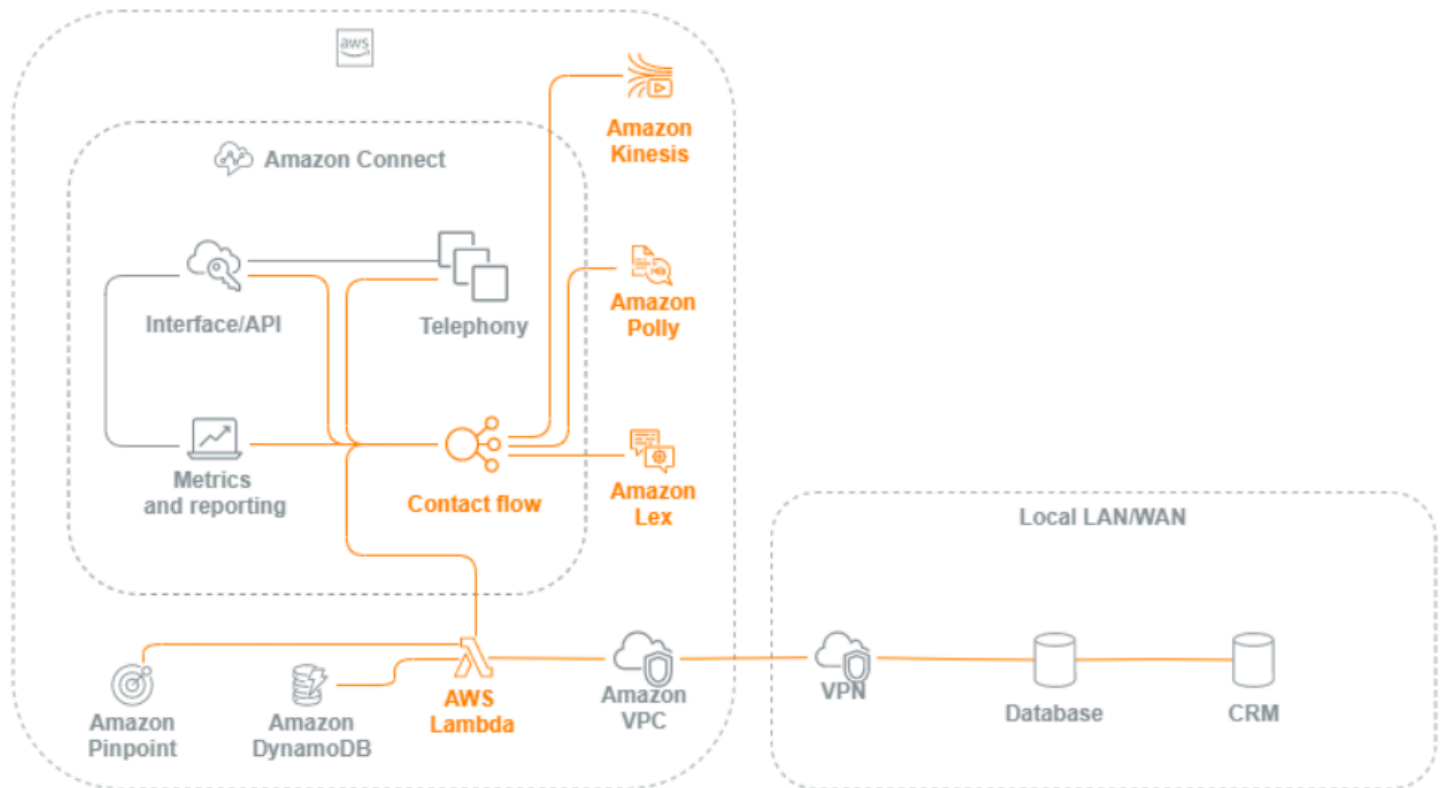 aws
Amazon Connect
Amazon
Kinesis
Interface/API
Telephony
Amazon
Polly
Metrics
and reporting
Contact flow
Amazon
Lex
Local LAN/WAN
Amazon
Pinpoint
Amazon
DynamoDB
AWS
Lambda
Amazon
VPC
VPN
Database
CRM